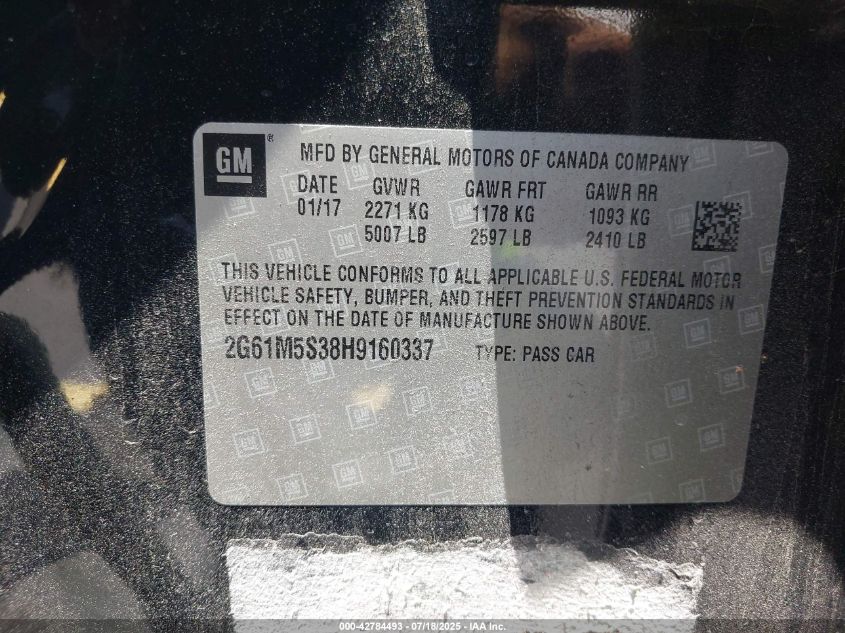 GM ® MFD BY GENERAL MOTORS OF CANADA COMPANY
DATE GVWR GAWR FRT GAWR RR
01/17 2271 KG 1178 KG 1093 KG
5007 LB 2597 LB 2410 LB
THIS VEHICLE CONFORMS TO ALL APPLICABLE U.S. FEDERAL MOTOR
VEHICLE SAFETY, BUMPER, AND THEFT PREVENTION STANDARDS IN
EFFECT ON THE DATE OF MANUFACTURE SHOWN ABOVE.
2G61M5S38H9160337 TYPE: PASS CAR
000-42784493 - 07/18/2025 - IAA Inc.